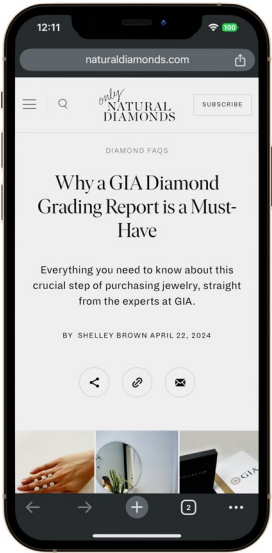 12:11
100
naturaldiamonds.com
only
NATURAL
DIAMONDS
SUBSCRIBE
DIAMOND FAQS
Why a GIA Diamond
Grading Report is a Must-
Have
Everything you need to know about this
crucial step of purchasing jewelry, straight
from the experts at GIA.
BY SHELLEY BROWN APRIL 22, 2024
GIA
2